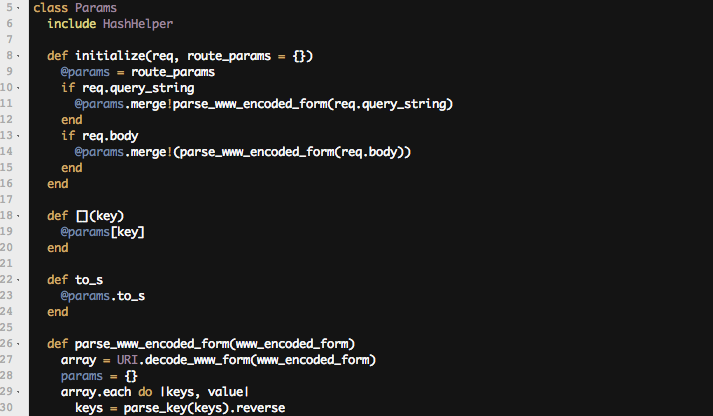 5 class Params
6   include HashHelper
7
8   def initialize(req, route_params = {})
9     @params = route_params
10     if req.query_string
11       @params.merge!parse_www_encoded_form(req.query_string)
12     end
13     if req.body
14       @params.merge!(parse_www_encoded_form(req.body))
15     end
16   end
17
18   def [](key)
19     @params[key]
20   end
21
22   def to_s
23     @params.to_s
24   end
25
26   def parse_www_encoded_form(www_encoded_form)
27     array = URI.decode_www_form(www_encoded_form)
28     params = {}
29     array.each do |keys, value|
30       keys = parse_key(keys).reverse